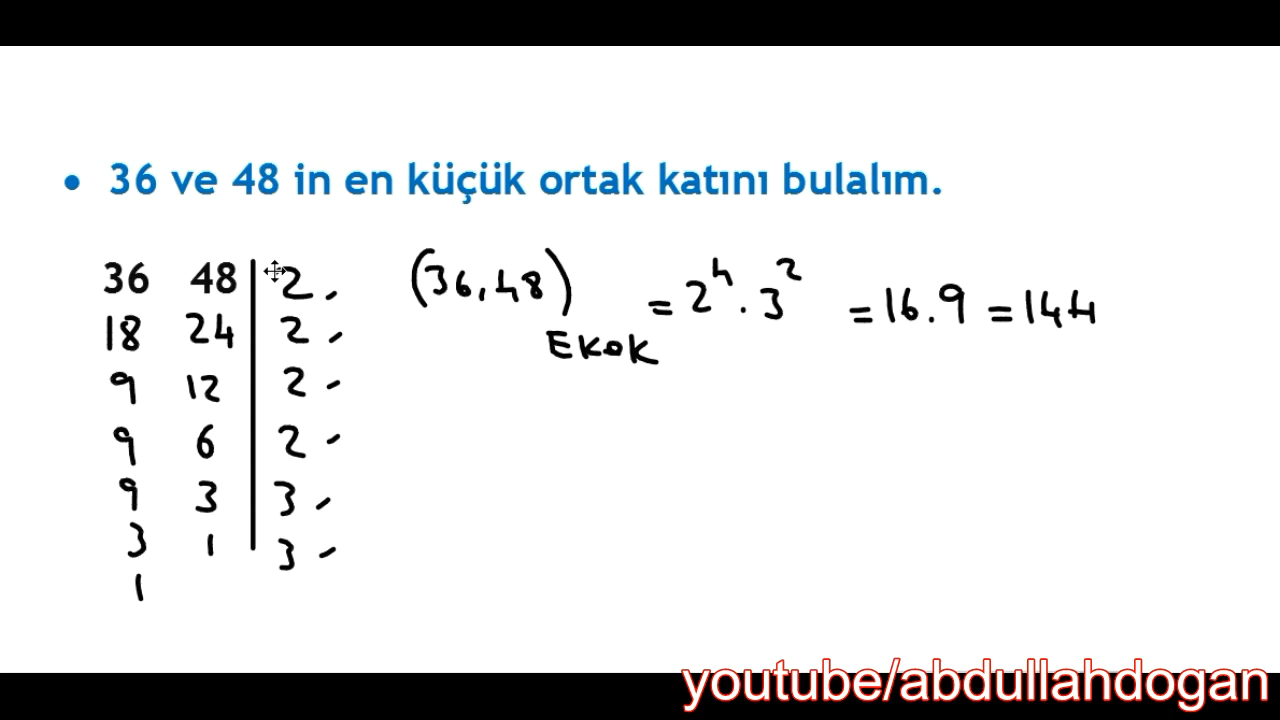 • 36 ve 48 in en küçük ortak katını bulalım.
36 48 | 2 (36,48) Ekok = 2⁴ . 3² = 16.9 = 144
18 24 | 2
9 12 | 2
9 6 | 2
9 3 | 3
3 1 | 3
1
youtube/abdullahdogan